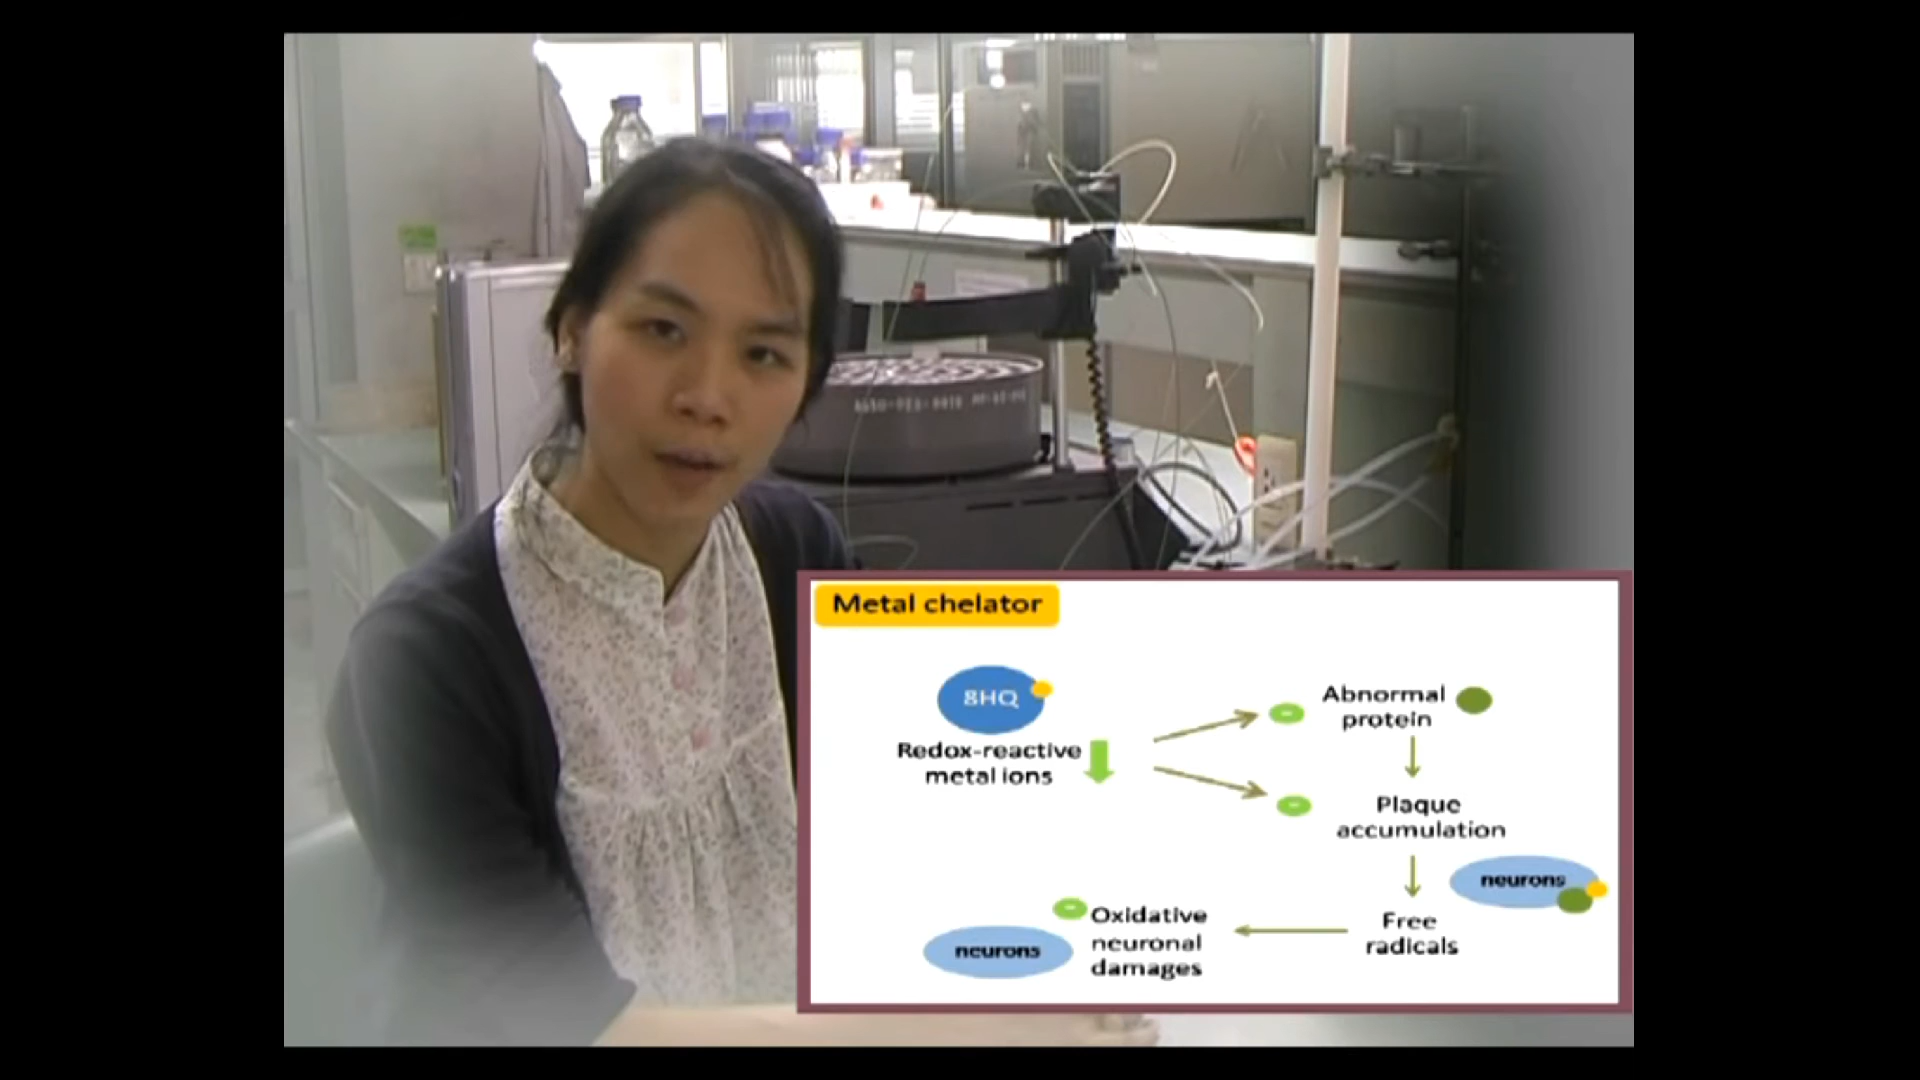 Metal chelator
8HQ
Redox-reactive
metal ions
Abnormal
protein
Plaque
accumulation
neurons
Free
radicals
Oxidative
neuronal
damages
neurons